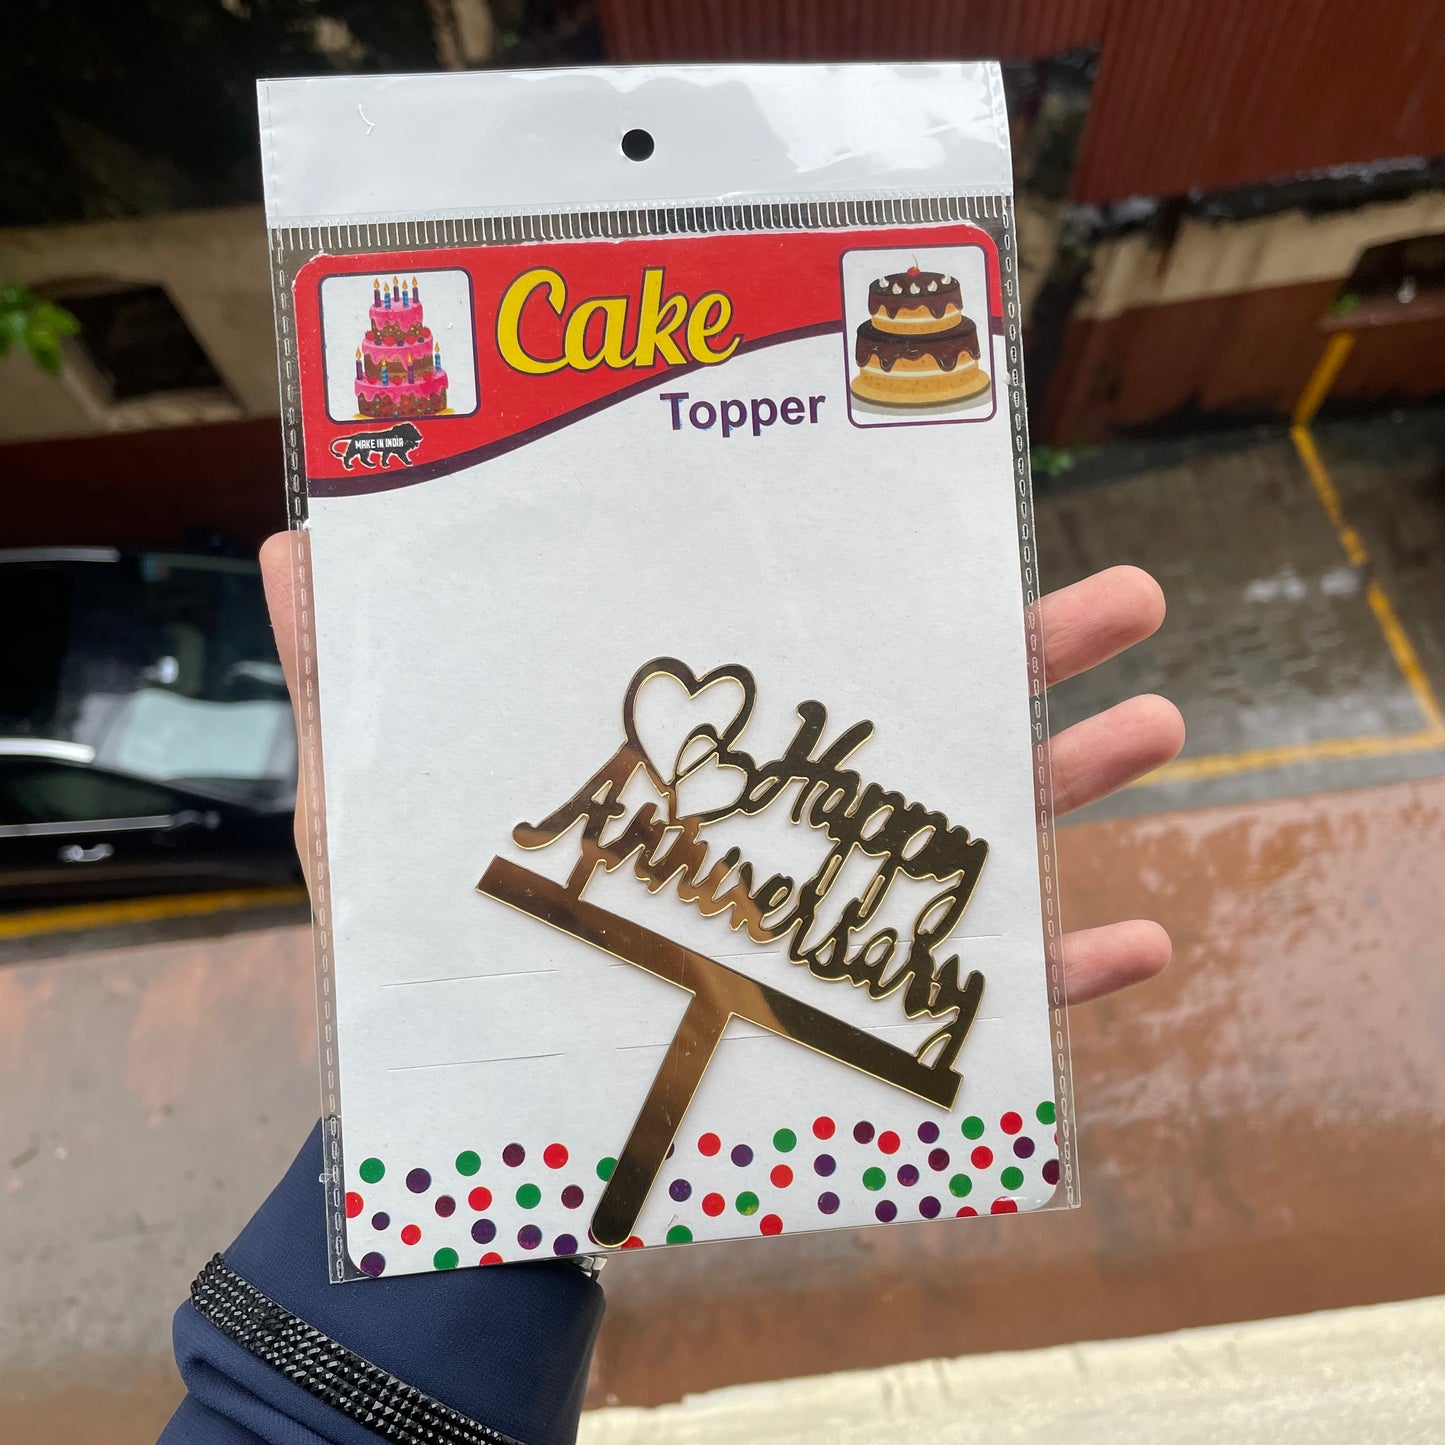 Cake
Topper
MAKE IN INDIA
Happy
Anniversary